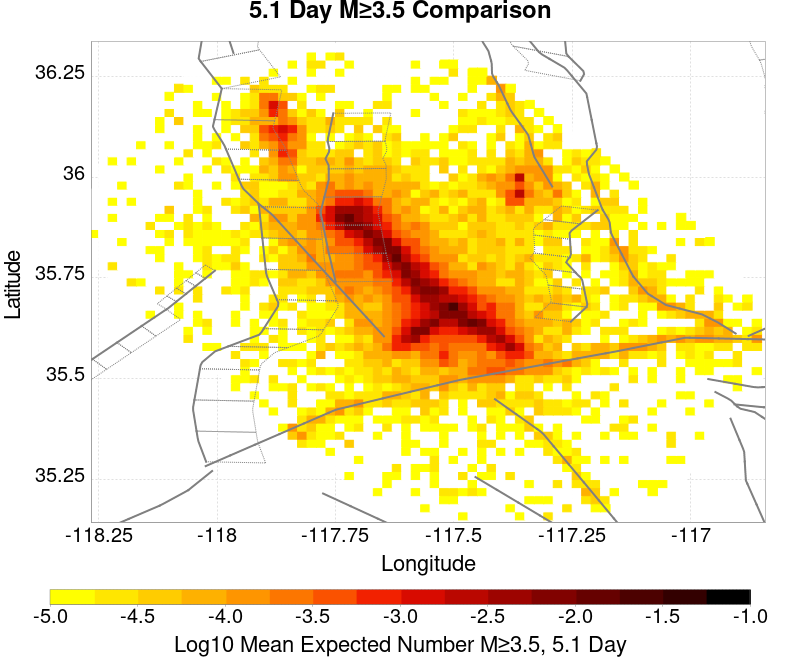 5.1 Day M≥3.5 Comparison
36.25
36
35.75
35.5
35.25
Latitude
-118.25 -118 -117.75 -117.5 -117.25 -117
Longitude
-5.0 -4.5 -4.0 -3.5 -3.0 -2.5 -2.0 -1.5 -1.0
Log10 Mean Expected Number M≥3.5, 5.1 Day